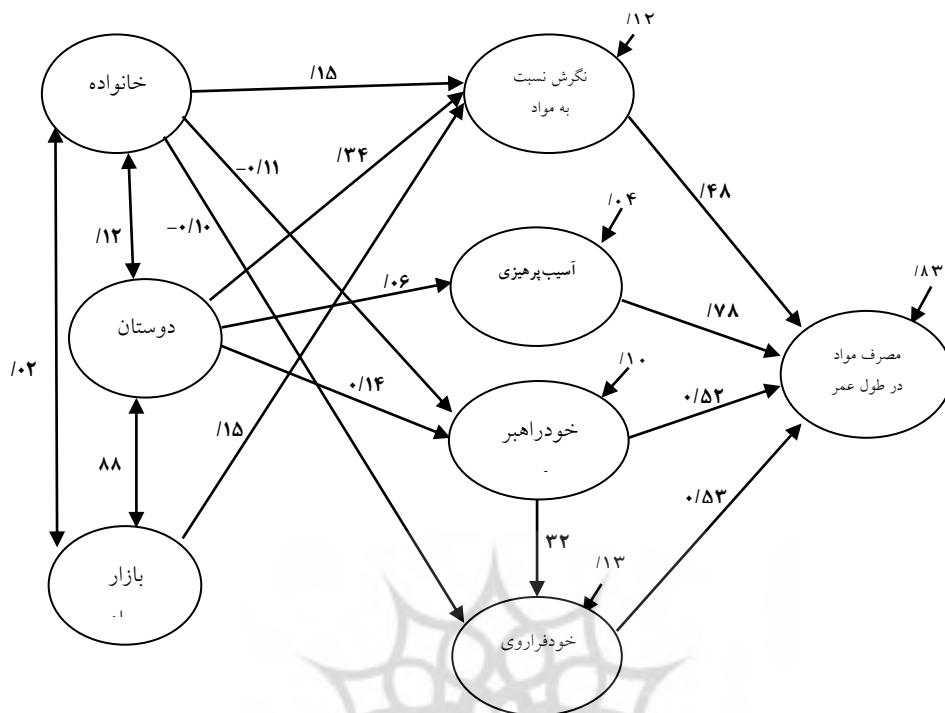 /۱۲
خانواده
/۱۵
نگرش نسبت
به مواد
/۳۴
-۰/۱۱
/۴۸
-۰/۱۰
/۰۴
/۱۲
آسیب‌پرهیزی
/۸۳
/۰۶
دوستان
/۷۸
مصرف مواد
در طول عمر
/۰۲
۰/۱۴
/۱۰
۰/۵۲
/۱۵
خودراهبر
۸۸
۰/۵۳
۳۲
/۱۳
بازار
خودفراروی